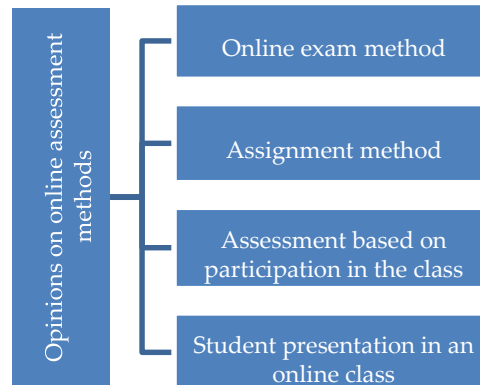 Opinions on online assessment
methods
Online exam method
Assignment method
Assessment based on
participation in the class
Student presentation in an
online class